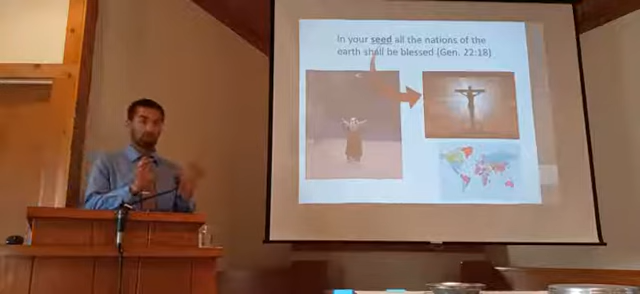 In your seed all the nations of the
earth shall be blessed (Gen. 22:18)